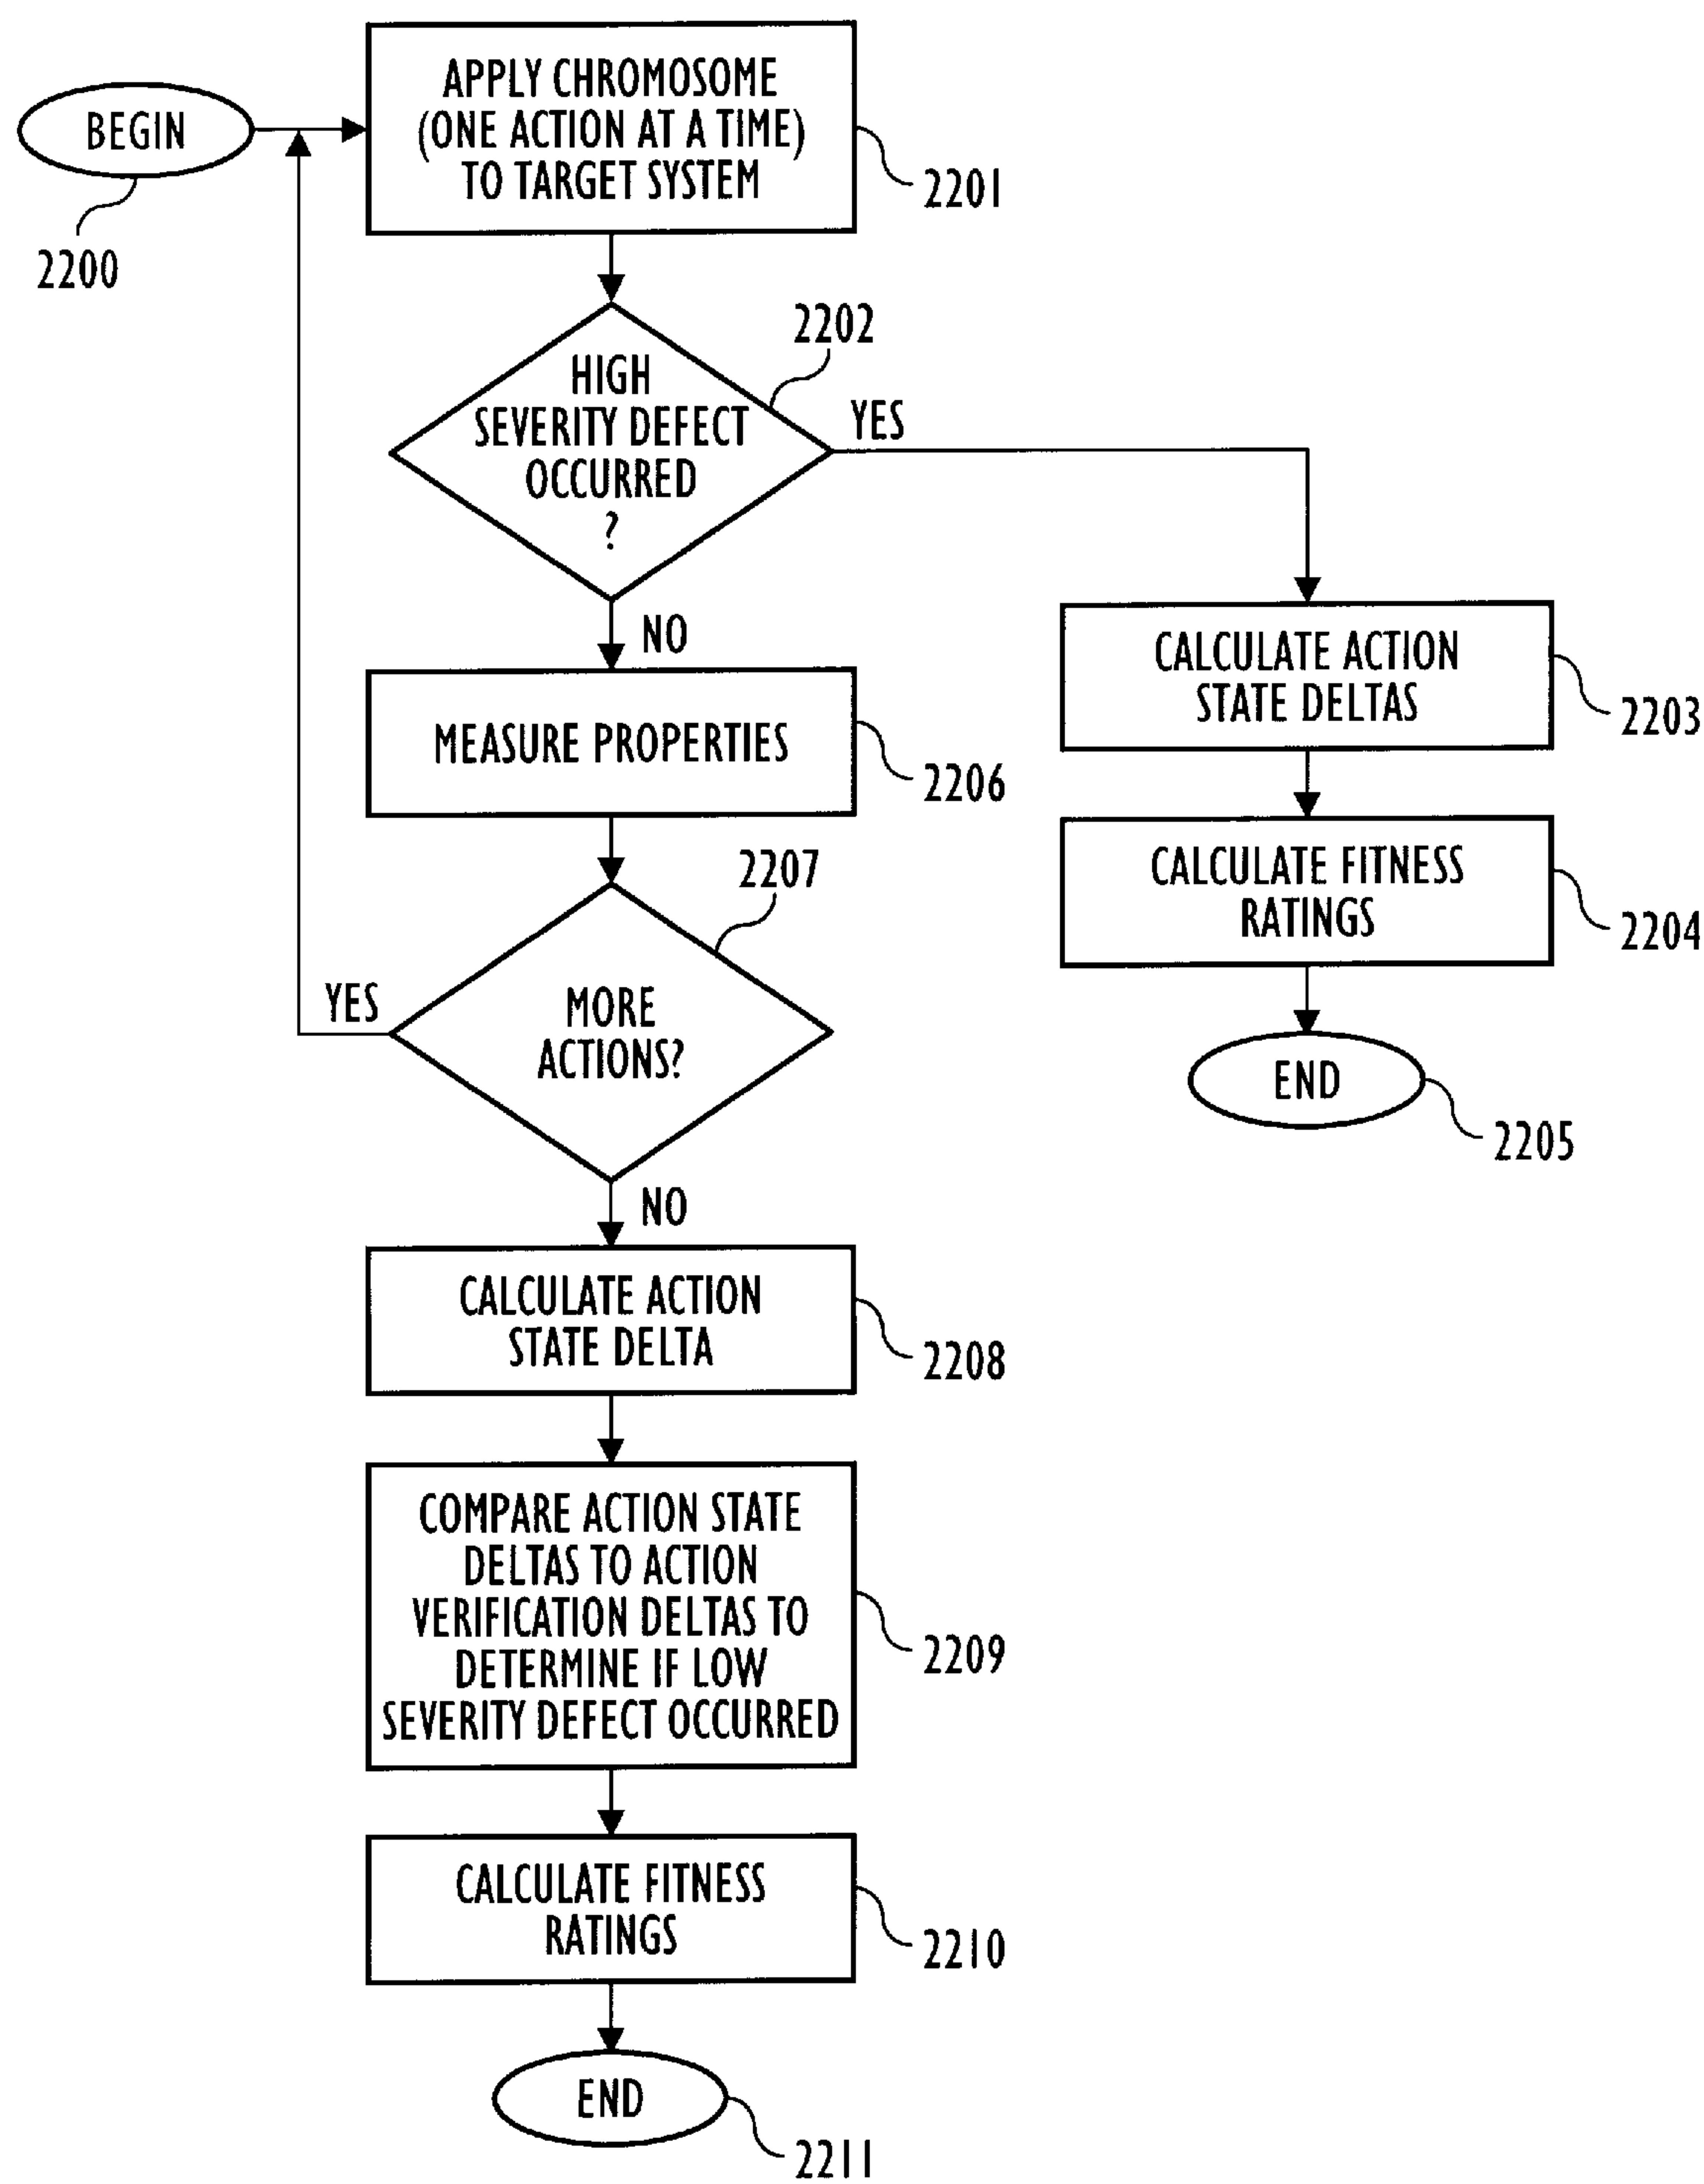 BEGIN
2200
APPLY CHROMOSOME
(ONE ACTION AT A TIME)
TO TARGET SYSTEM
2201
HIGH
SEVERITY DEFECT
OCCURRED
?
2202
YES
NO
CALCULATE ACTION
STATE DELTAS
2203
CALCULATE FITNESS
RATINGS
2204
END
2205
MEASURE PROPERTIES
2206
MORE
ACTIONS?
2207
YES
NO
CALCULATE ACTION
STATE DELTA
2208
COMPARE ACTION STATE
DELTAS TO ACTION
VERIFICATION DELTAS TO
DETERMINE IF LOW
SEVERITY DEFECT OCCURRED
2209
CALCULATE FITNESS
RATINGS
2210
END
2211